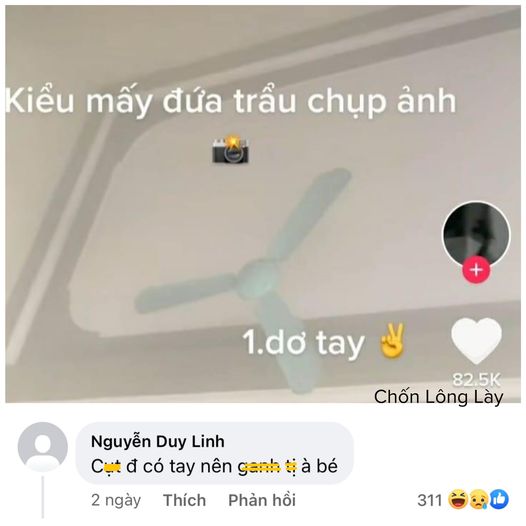 Kiểu mấy đứa trẩu chụp ảnh
1.dơ tay ✌️
82.5K
Chốn Lông Lày
Nguyễn Duy Linh
Cụt đ có tay nên ganh tị à bé
2 ngày Thích Phản hồi 311